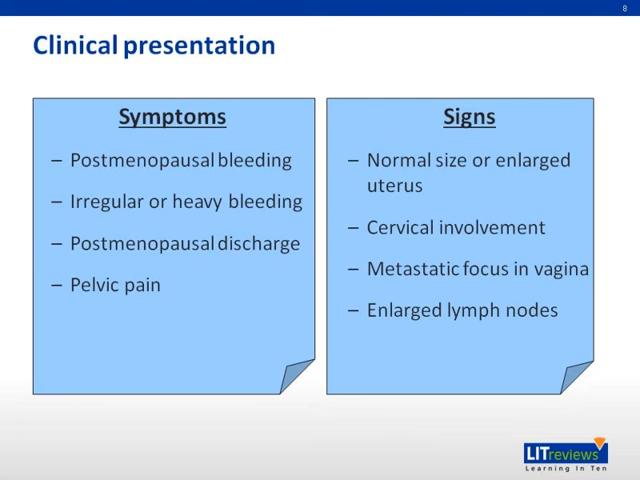 8
Clinical presentation
Symptoms
– Postmenopausal bleeding
– Irregular or heavy bleeding
– Postmenopausal discharge
– Pelvic pain
Signs
– Normal size or enlarged
uterus
– Cervical involvement
– Metastatic focus in vagina
– Enlarged lymph nodes
LITreviews
Learning In Ten